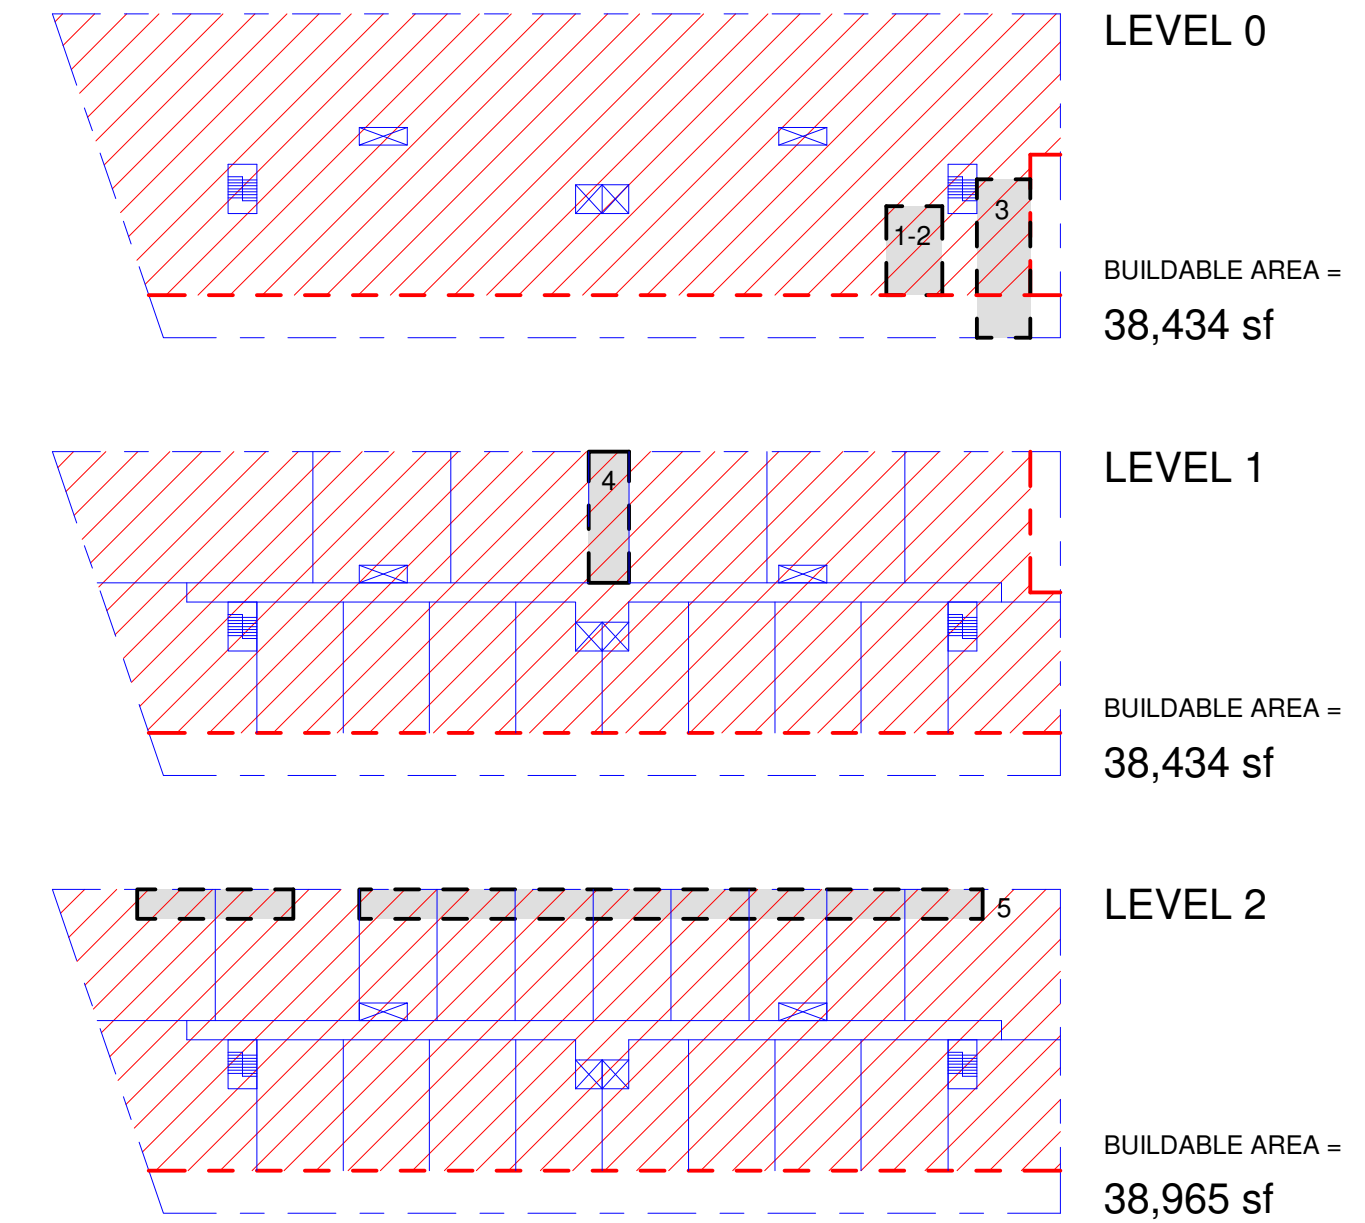 LEVEL 0
3
1-2
BUILDABLE AREA =
38,434 sf
LEVEL 1
4
BUILDABLE AREA =
38,434 sf
LEVEL 2
5
BUILDABLE AREA =
38,965 sf